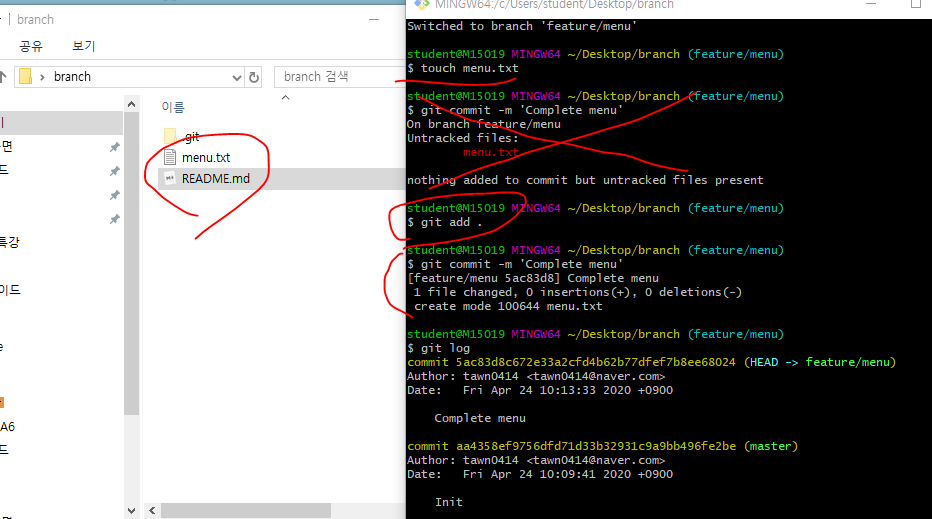 branch
공유 보기
branch
branch 검색
이름
.git
menu.txt
README.md
특강
이드
A6
MINGW64:/c/Users/student/Desktop/branch
Switched to branch 'feature/menu'
student@M15019 MINGW64 ~/Desktop/branch (feature/menu)
$ touch menu.txt
student@M15019 MINGW64 ~/Desktop/branch (feature/menu)
$ git commit -m 'Complete menu'
On branch feature/menu
Untracked files:
menu.txt
nothing added to commit but untracked files present
student@M15019 MINGW64 ~/Desktop/branch (feature/menu)
$ git add .
student@M15019 MINGW64 ~/Desktop/branch (feature/menu)
$ git commit -m 'Complete menu'
[feature/menu 5ac83d8] Complete menu
1 file changed, 0 insertions(+), 0 deletions(-)
create mode 100644 menu.txt
student@M15019 MINGW64 ~/Desktop/branch (feature/menu)
$ git log
commit 5ac83d8c672e33a2cfd4b62b77dfef7b8ee68024 (HEAD -> feature/menu)
Author: tawn0414 <tawn0414@naver.com>
Date:   Fri Apr 24 10:13:33 2020 +0900
Complete menu
commit aa4358ef9756dfd71d33b32931c9a9bb496fe2be (master)
Author: tawn0414 <tawn0414@naver.com>
Date:   Fri Apr 24 10:09:41 2020 +0900
Init